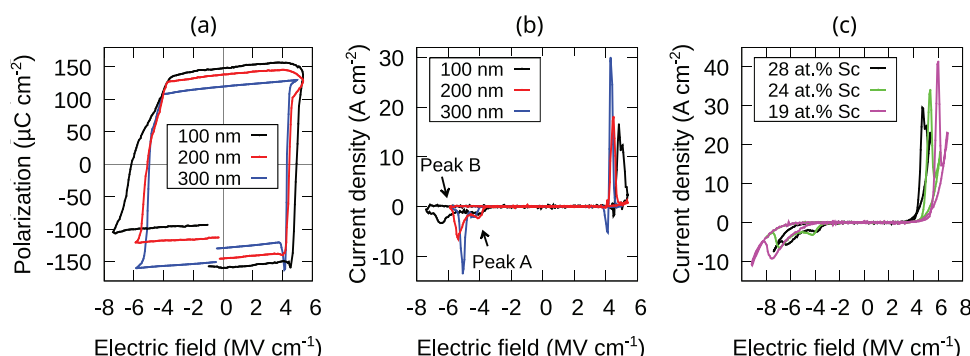 (a)
Polarization (µC cm⁻²)
150
100
50
0
-50
-100
-150
100 nm
200 nm
300 nm
-8 -6 -4 -2 0 2 4 6
Electric field (MV cm⁻¹)
(b)
Current density (A cm⁻²)
30
20
10
0
-10
100 nm
200 nm
300 nm
Peak B
Peak A
-8 -6 -4 -2 0 2 4 6
Electric field (MV cm⁻¹)
(c)
Current density (A cm⁻²)
50
40
30
20
10
0
-10
28 at.% Sc
24 at.% Sc
19 at.% Sc
-8 -6 -4 -2 0 2 4 6 8
Electric field (MV cm⁻¹)